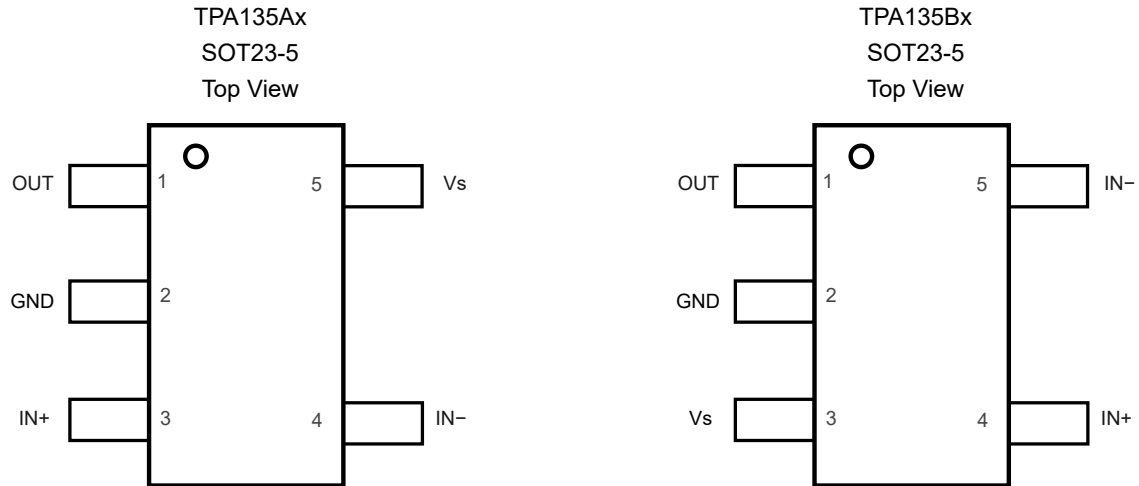 TPA135Ax
SOT23-5
Top View
OUT 1 5 Vs
GND 2
IN+ 3 4 IN−
TPA135Bx
SOT23-5
Top View
OUT 1 5 IN−
GND 2
Vs 3 4 IN+